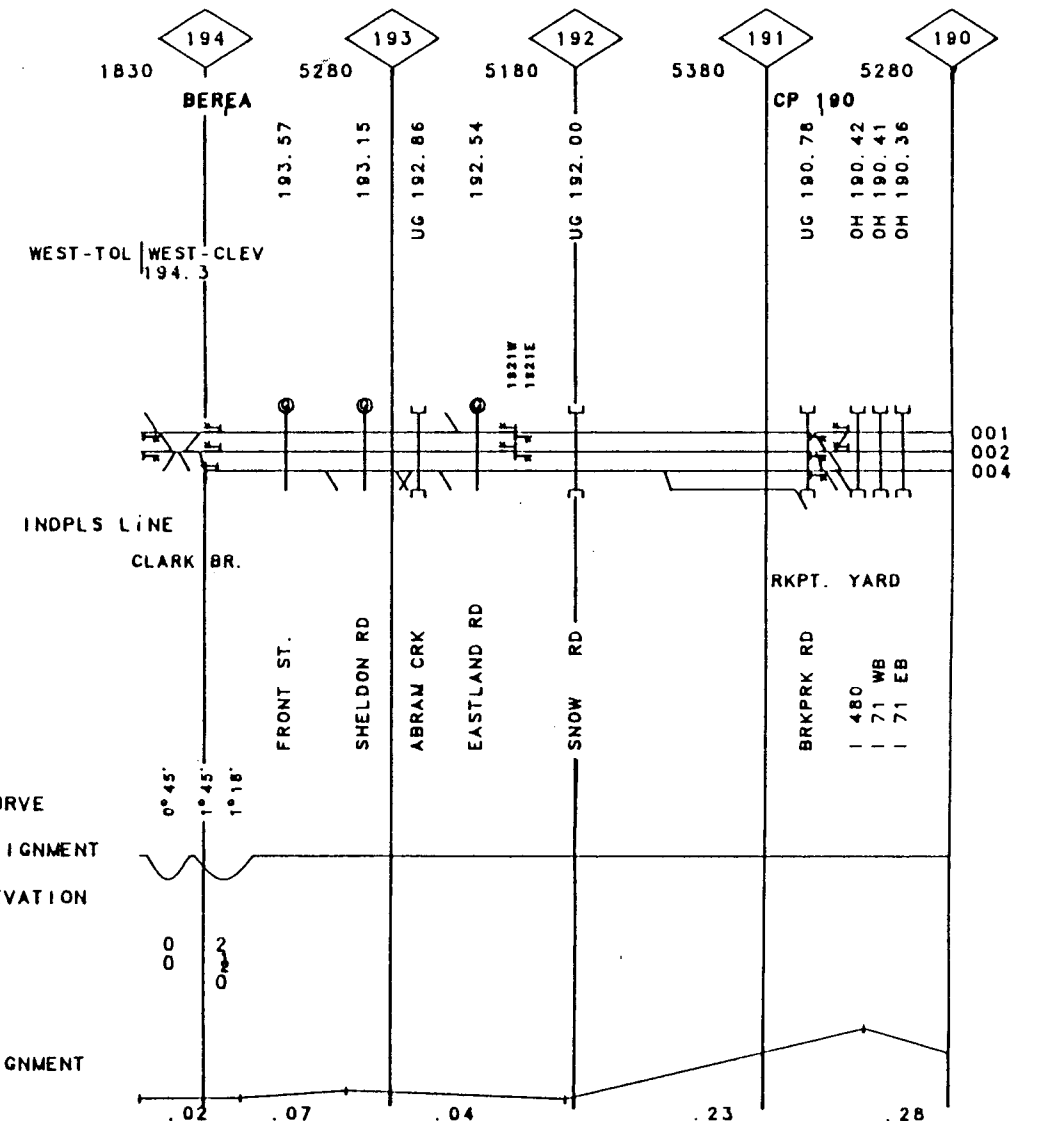 194 193 192 191 190
1830 5280 5180 5380 5280
BEREA CP 190
193.57
193.15
UG 192.86
192.54
UG 192.00
UG 190.78
OH 190.42
OH 190.41
OH 190.36
WEST-TOL WEST-CLEV
194.3
1921W
1921E
001
002
004
INDPLS LiNE
CLARK BR.
RKPT. YARD
FRONT ST.
SHELDON RD
ABRAM CRK
EASTLAND RD
SNOW RD
BRKPRK RD
I 480
I 71 WB
I 71 EB
0°45'
1°45'
1°18'
URVE
IGNMENT
VATION
0 2
0
0
GNMENT
.02 .07 .04 .23 .28